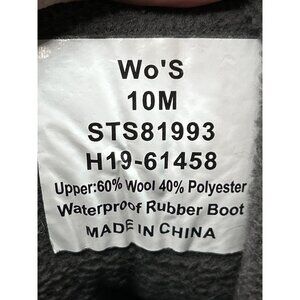 Wo'S
10M
STS81993
H19-61458
Upper:60% Wool 40% Polyester
Waterproof Rubber Boot
MADE IN CHINA